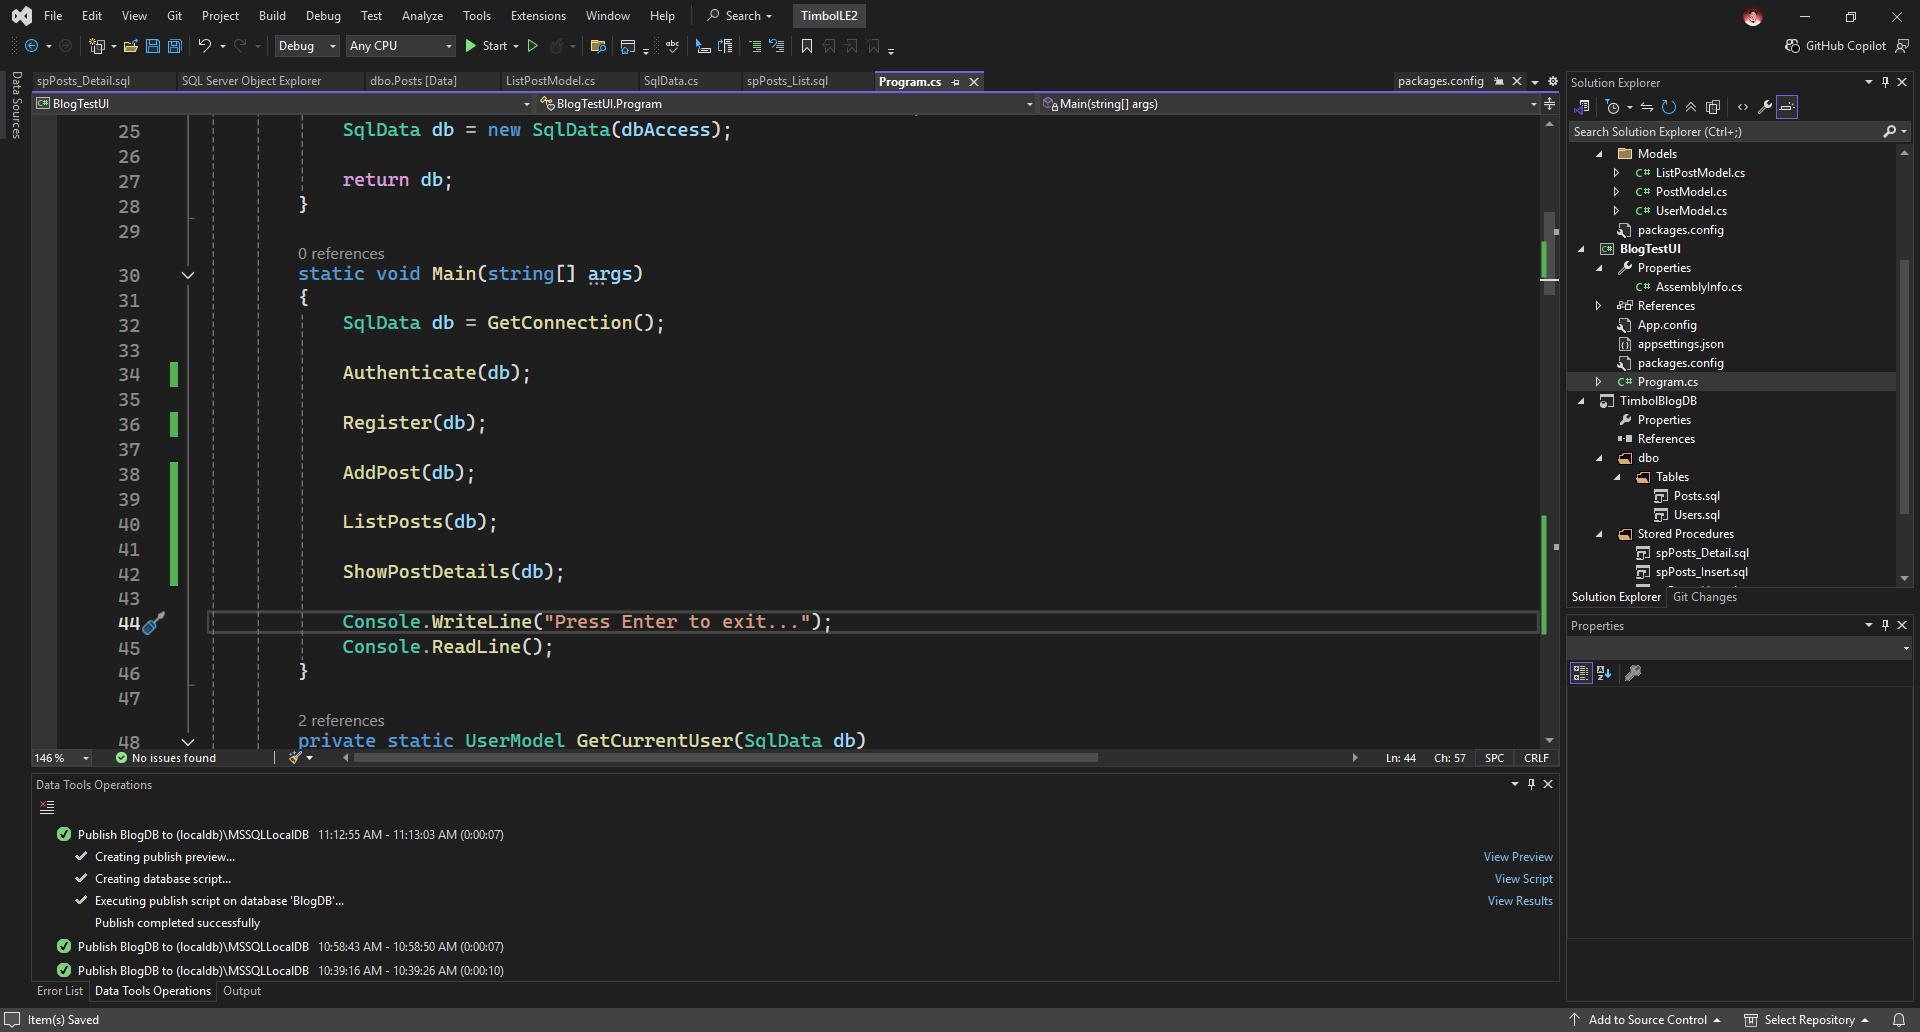 File Edit View Git Project Build Debug Test Analyze Tools Extensions Window Help Search TimbolLE2
Debug Any CPU Start GitHub Copilot
Data Sources
spPosts_Detail.sql SQL Server Object Explorer dbo.Posts [Data] ListPostModel.cs SqlData.cs spPosts_List.sql Program.cs packages.config
BlogTestUI BlogTestUI.Program Main(string[] args)
25 SqlData db = new SqlData(dbAccess);
26
27 return db;
28 }
29
0 references
30 static void Main(string[] args)
31 {
32 SqlData db = GetConnection();
33
34 Authenticate(db);
35
36 Register(db);
37
38 AddPost(db);
39
40 ListPosts(db);
41
42 ShowPostDetails(db);
43
44 Console.WriteLine("Press Enter to exit...");
45 Console.ReadLine();
46 }
47
2 references
48 private static UserModel GetCurrentUser(SqlData db)
146 % No issues found Ln: 44 Ch: 57 SPC CRLF
Data Tools Operations
Publish BlogDB to (localdb)\MSSQLLocalDB 11:12:55 AM - 11:13:03 AM (0:00:07)
Creating publish preview... View Preview
Creating database script... View Script
Executing publish script on database 'BlogDB'... View Results
Publish completed successfully
Publish BlogDB to (localdb)\MSSQLLocalDB 10:58:43 AM - 10:58:50 AM (0:00:07)
Publish BlogDB to (localdb)\MSSQLLocalDB 10:39:16 AM - 10:39:26 AM (0:00:10)
Error List Data Tools Operations Output
Solution Explorer
Search Solution Explorer (Ctrl+;)
Models
C# ListPostModel.cs
C# PostModel.cs
C# UserModel.cs
packages.config
C# BlogTestUI
Properties
C# AssemblyInfo.cs
References
App.config
appsettings.json
packages.config
C# Program.cs
TimbolBlogDB
Properties
References
dbo
Tables
Posts.sql
Users.sql
Stored Procedures
spPosts_Detail.sql
spPosts_Insert.sql
Solution Explorer Git Changes
Properties
Item(s) Saved Add to Source Control Select Repository